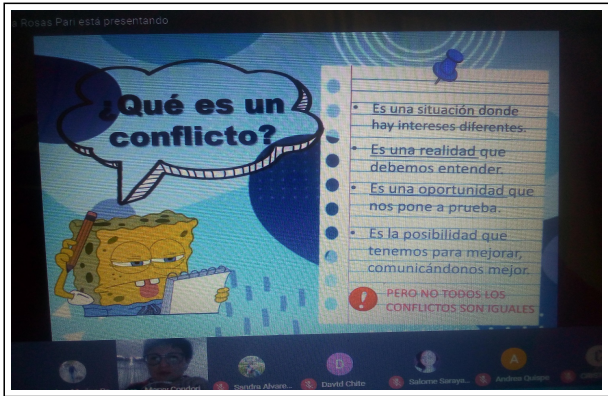 Rosas Pari está presentando
¿Qué es un
conflicto?
• Es una situación donde
hay intereses diferentes.
• Es una realidad que
debemos entender.
• Es una oportunidad que
nos pone a prueba.
• Es la posibilidad que
tenemos para mejorar,
comunicándonos mejor.
! PERO NO TODOS LOS
CONFLICTOS SON IGUALES
Condori
Sandra Alvare...
D
David Chite
Salome Saraya...
A
Andrea Quispe